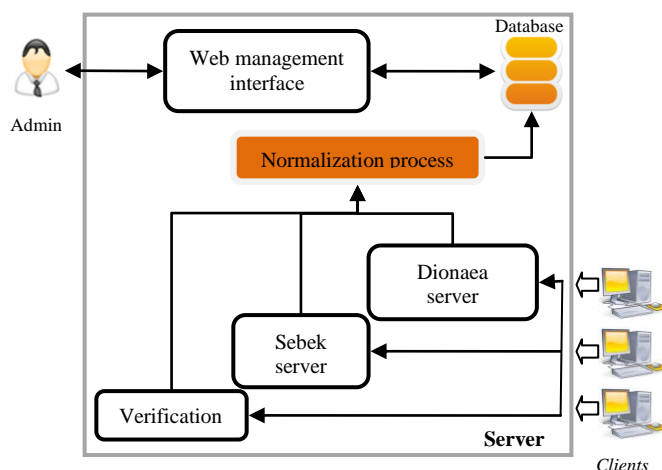 Database
Web management
interface
Admin
Normalization process
Dionaea
server
Sebek
server
Verification
Server
Clients